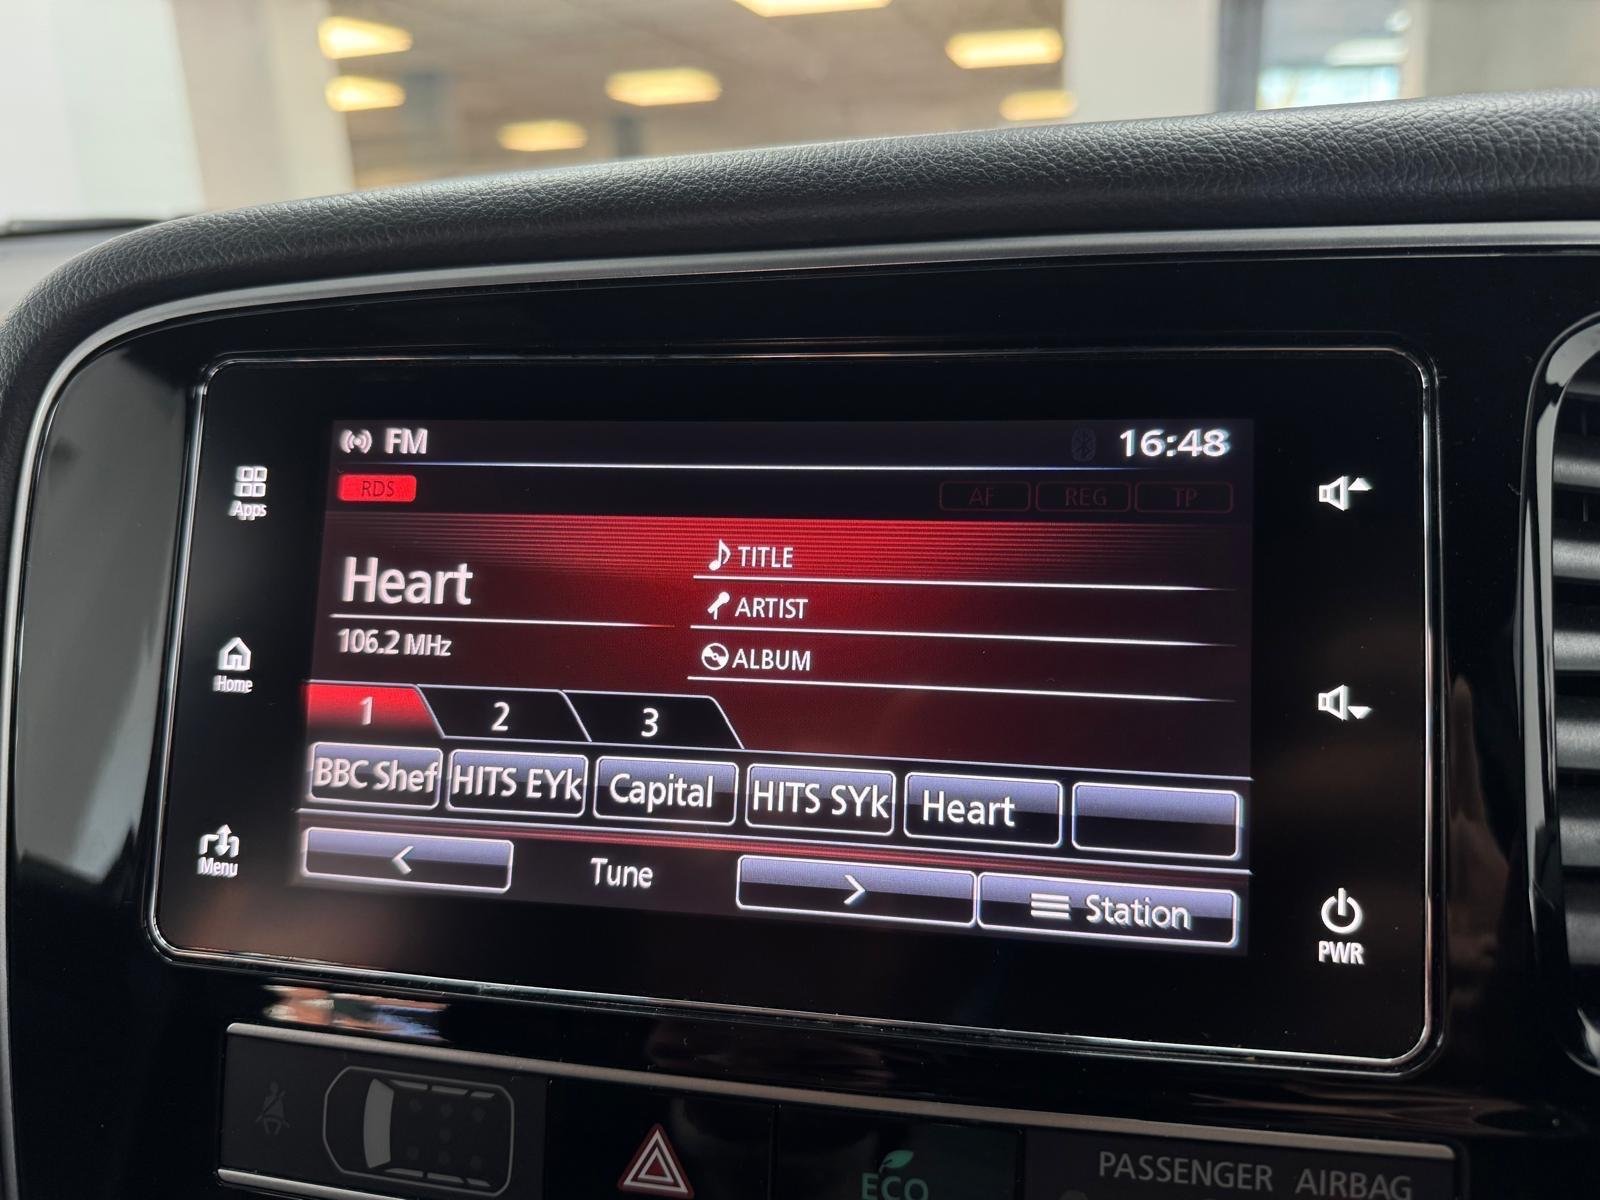 FM
16:48
RDS
AF
REG
TP
Apps
Heart
106.2 MHz
TITLE
ARTIST
ALBUM
Home
1
2
3
BBC Shef
HITS EYk
Capital
HITS SYk
Heart
Menu
<
Tune
>
Station
PWR
ECO
PASSENGER AIRBAG